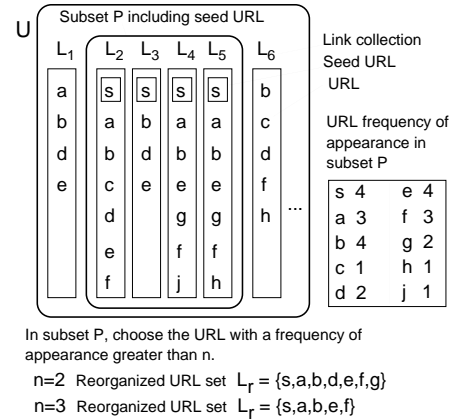 U
Subset P including seed URL
L1 L2 L3 L4 L5 L6
a s s s s b
b a b a a c
d b d b b d
e c e e e f
d g g h
e f f
f j h
...
Link collection
Seed URL
URL
URL frequency of
appearance in
subset P
s 4 e 4
a 3 f 3
b 4 g 2
c 1 h 1
d 2 j 1
In subset P, choose the URL with a frequency of
appearance greater than n.
n=2 Reorganized URL set Lr = {s,a,b,d,e,f,g}
n=3 Reorganized URL set Lr = {s,a,b,e,f}